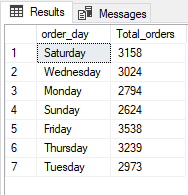 Results Messages
order_day Total_orders
1 Saturday 3158
2 Wednesday 3024
3 Monday 2794
4 Sunday 2624
5 Friday 3538
6 Thursday 3239
7 Tuesday 2973